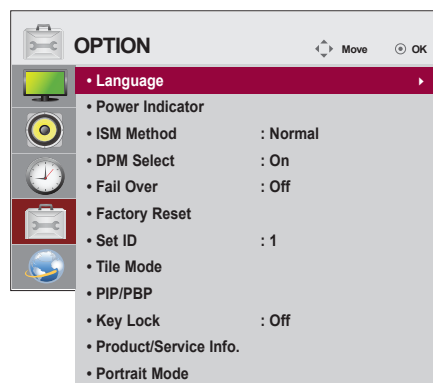 OPTION
Move
OK
• Language
• Power Indicator
• ISM Method : Normal
• DPM Select : On
• Fail Over : Off
• Factory Reset
• Set ID : 1
• Tile Mode
• PIP/PBP
• Key Lock : Off
• Product/Service Info.
• Portrait Mode